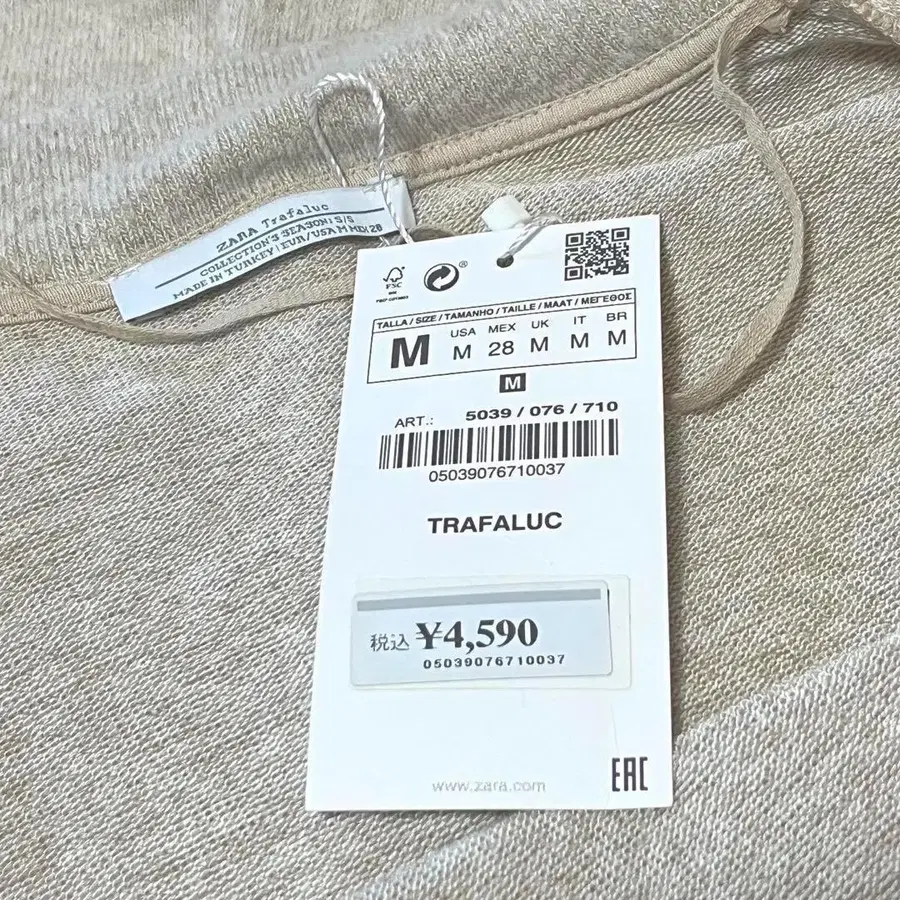 ZARA Trafaluc
COLLECTION'S SEASON: S/S
MADE IN TURKEY | EUR/USA M MEX 28
FSC
TALLA / SIZE / TAMANHO / TAILLE / MAAT / ΜΕΓΕΘΟΣ
M
USA MEX UK IT BR
M 28 M M M
M
ART.: 5039 / 076 / 710
05039076710037
TRAFALUC
税込 ¥4,590
05039076710037
www.zara.com
EAC